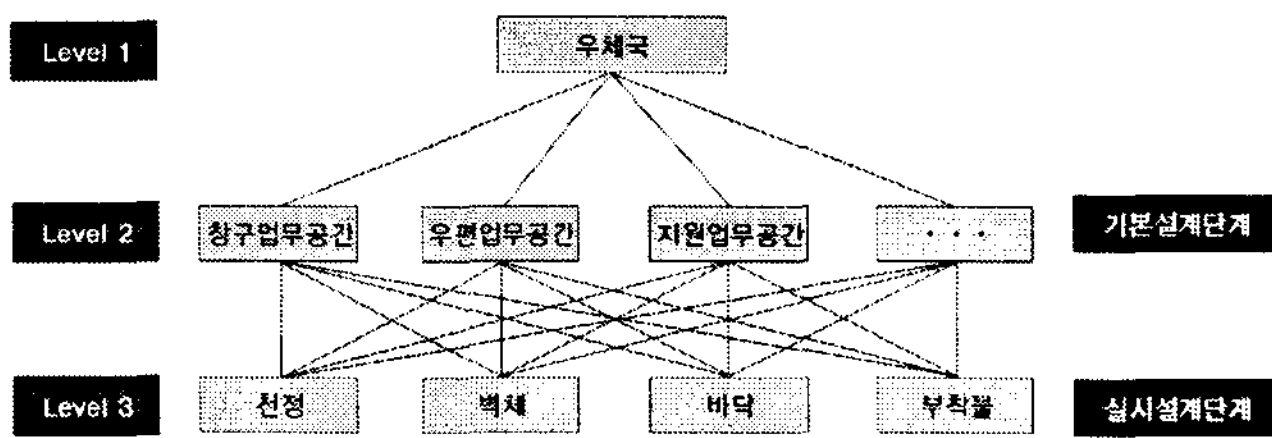 Level 1
우체국
Level 2
창구업무공간
우편업무공간
지원업무공간
• • •
기본설계단계
Level 3
천정
벽체
바닥
부착물
실시설계단계